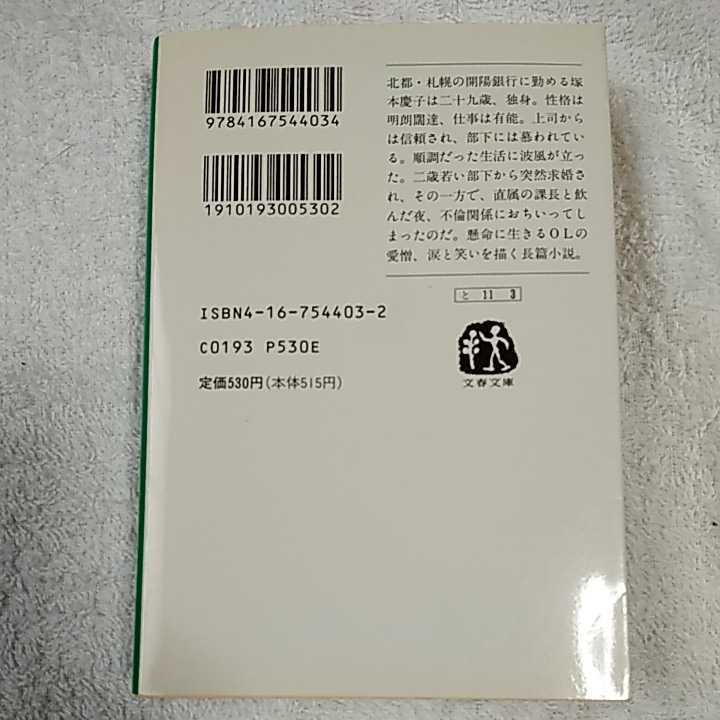 9784167544034
1910193005302
ISBN4-16-754403-2
C0193 P530E
定価530円(本体515円)
北都・札幌の開陽銀行に勤める塚
本慶子は二十九歳、独身。性格は
明朗闊達、仕事は有能。上司から
は信頼され、部下には慕われてい
る。順調だった生活に波風が立っ
た。二歳若い部下から突然求婚さ
れ、その一方で、直属の課長と飲
んだ夜、不倫関係におちいってし
まったのだ。懸命に生きるOLの
愛憎、涙と笑いを描く長篇小説。
と 11 3
文春文庫